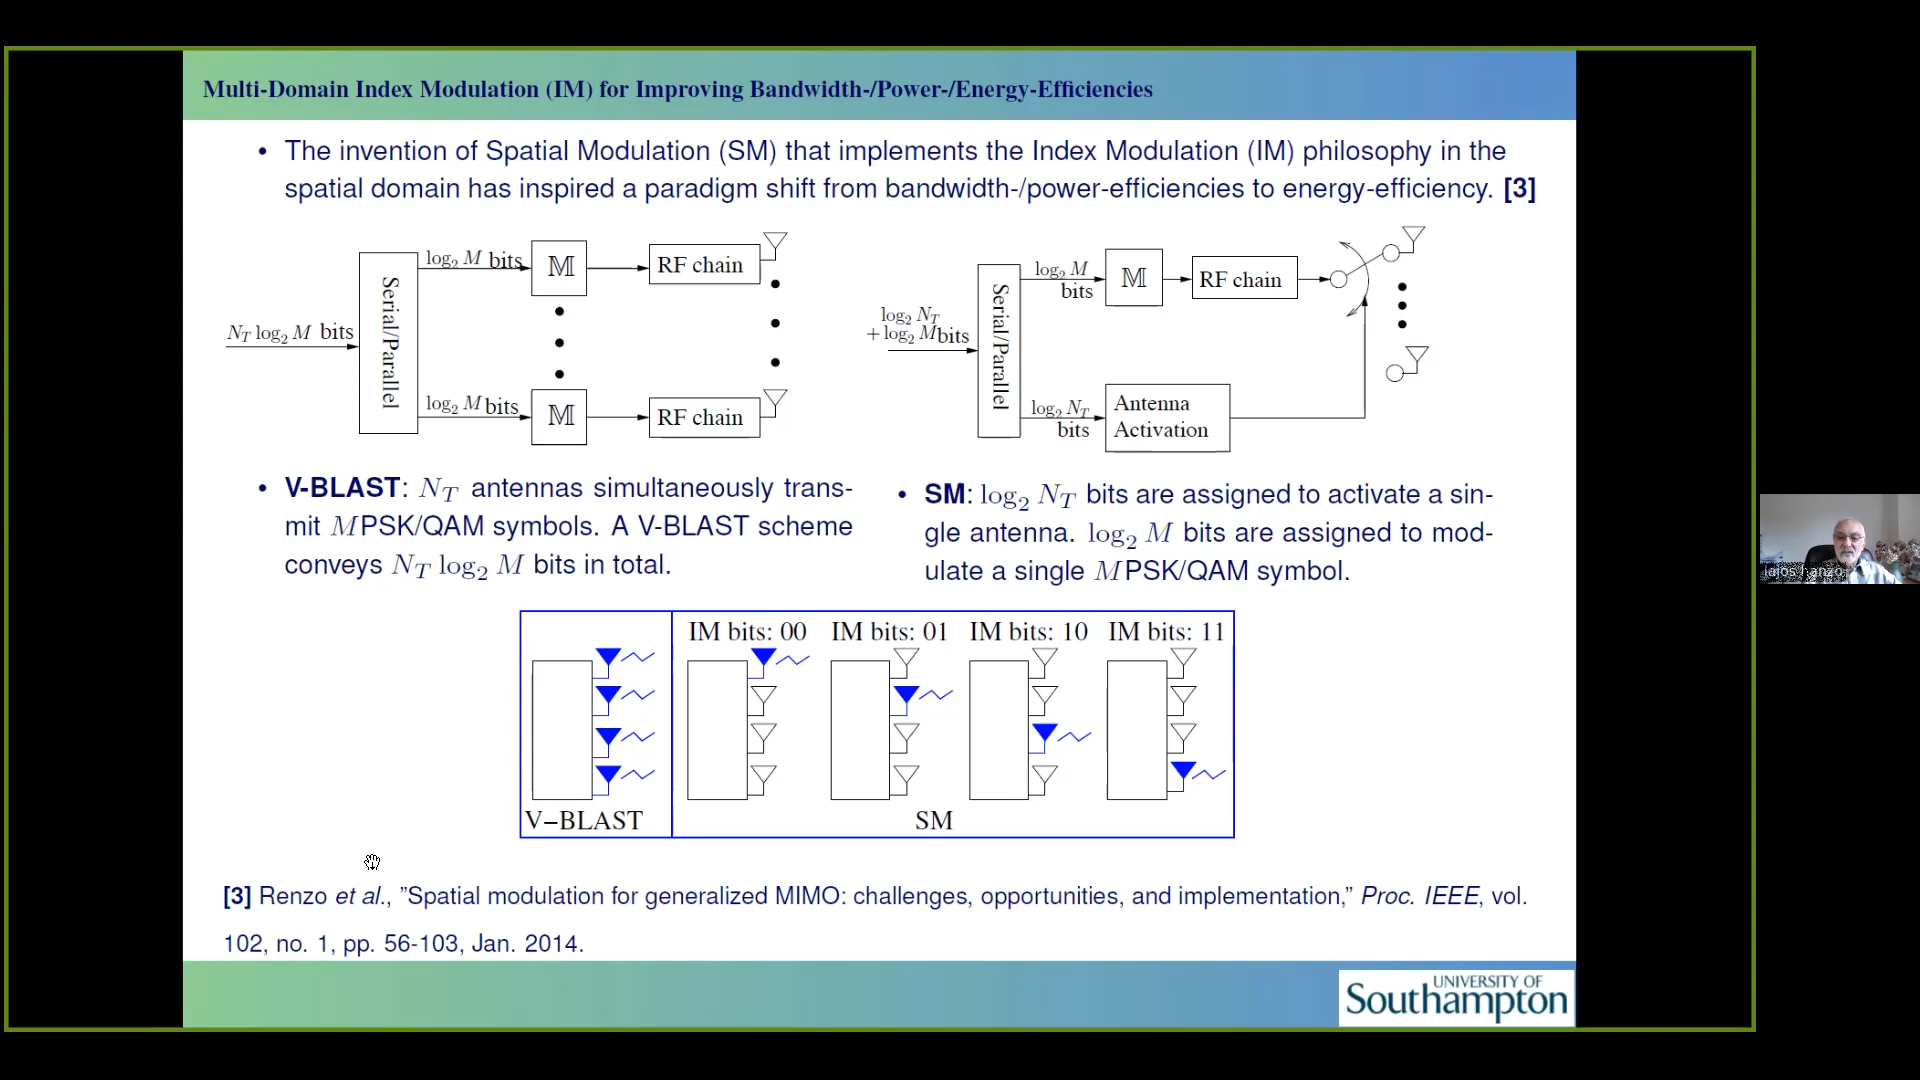 Multi-Domain Index Modulation (IM) for Improving Bandwidth-/Power-/Energy-Efficiencies
• The invention of Spatial Modulation (SM) that implements the Index Modulation (IM) philosophy in the
spatial domain has inspired a paradigm shift from bandwidth-/power-efficiencies to energy-efficiency. [3]
N_T log₂ M bits
Serial/Parallel
log₂ M bits
𝕄
RF chain
log₂ M bits
𝕄
RF chain
log₂ N_T
+ log₂ M bits
Serial/Parallel
log₂ M
bits
𝕄
RF chain
log₂ N_T
bits
Antenna
Activation
• V-BLAST: N_T antennas simultaneously trans-
mit MPSK/QAM symbols. A V-BLAST scheme
conveys N_T log₂ M bits in total.
• SM: log₂ N_T bits are assigned to activate a sin-
gle antenna. log₂ M bits are assigned to mod-
ulate a single MPSK/QAM symbol.
IM bits: 00 IM bits: 01 IM bits: 10 IM bits: 11
V–BLAST
SM
[3] Renzo et al., ”Spatial modulation for generalized MIMO: challenges, opportunities, and implementation,” Proc. IEEE, vol.
102, no. 1, pp. 56-103, Jan. 2014.
UNIVERSITY OF
Southampton
lajos hanzo